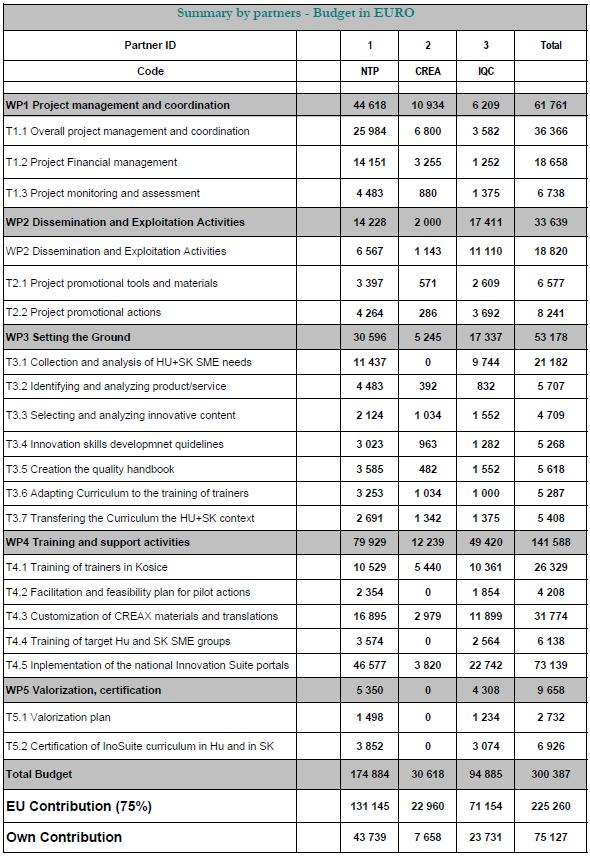 Summary by partners - Budget in EURO
Partner ID 1 2 3 Total
Code NTP CREA IQC
WP1 Project management and coordination 44 618 10 934 6 209 61 761
T1.1 Overall project management and coordination 25 984 6 800 3 582 36 366
T1.2 Project Financial management 14 151 3 255 1 252 18 658
T1.3 Project monitoring and assessment 4 483 880 1 375 6 738
WP2 Dissemination and Exploitation Activities 14 228 2 000 17 411 33 639
WP2 Dissemination and Exploitation Activities 6 567 1 143 11 110 18 820
T2.1 Project promotional tools and materials 3 397 571 2 609 6 577
T2.2 Project promotional actions 4 264 286 3 692 8 241
WP3 Setting the Ground 30 596 5 245 17 337 53 178
T3.1 Collection and analysis of HU+SK SME needs 11 437 0 9 744 21 182
T3.2 Identifying and analyzing product/service 4 483 392 832 5 707
T3.3 Selecting and analyzing innovative content 2 124 1 034 1 552 4 709
T3.4 Innovation skills developmnet quidelines 3 023 963 1 282 5 268
T3.5 Creation the quality handbook 3 585 482 1 552 5 618
T3.6 Adapting Curriculum to the training of trainers 3 253 1 034 1 000 5 287
T3.7 Transfering the Curriculum the HU+SK context 2 691 1 342 1 375 5 408
WP4 Training and support activities 79 929 12 239 49 420 141 588
T4.1 Training of trainers in Kosice 10 529 5 440 10 361 26 329
T4.2 Facilitation and feasibility plan for pilot actions 2 354 0 1 854 4 208
T4.3 Customization of CREAX materials and translations 16 895 2 979 11 899 31 774
T4.4 Training of target Hu and SK SME groups 3 574 0 2 564 6 138
T4.5 Inplementation of the national Innovation Suite portals 46 577 3 820 22 742 73 139
WP5 Valorization, certification 5 350 0 4 308 9 658
T5.1 Valorization plan 1 498 0 1 234 2 732
T5.2 Certification of InoSuite curriculum in Hu and in SK 3 852 0 3 074 6 926
Total Budget 174 884 30 618 94 885 300 387
EU Contribution (75%) 131 145 22 960 71 154 225 260
Own Contribution 43 739 7 658 23 731 75 127